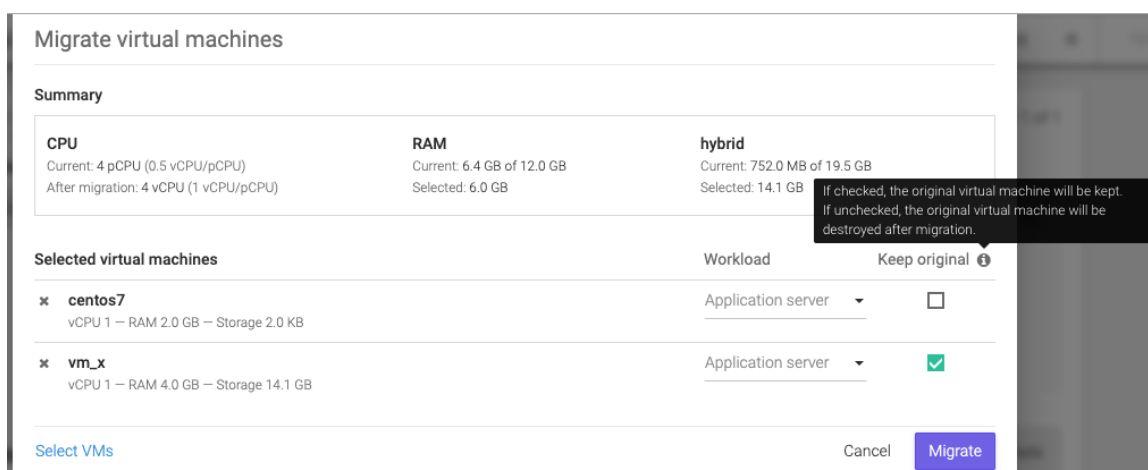 Migrate virtual machines
Summary
CPU
Current: 4 pCPU (0.5 vCPU/pCPU)
After migration: 4 vCPU (1 vCPU/pCPU)
RAM
Current: 6.4 GB of 12.0 GB
Selected: 6.0 GB
hybrid
Current: 752.0 MB of 19.5 GB
Selected: 14.1 GB
If checked, the original virtual machine will be kept.
If unchecked, the original virtual machine will be
destroyed after migration.
Selected virtual machines
Workload
Keep original
centos7
vCPU 1 — RAM 2.0 GB — Storage 2.0 KB
Application server
vm_x
vCPU 1 — RAM 4.0 GB — Storage 14.1 GB
Application server
Select VMs
Cancel
Migrate